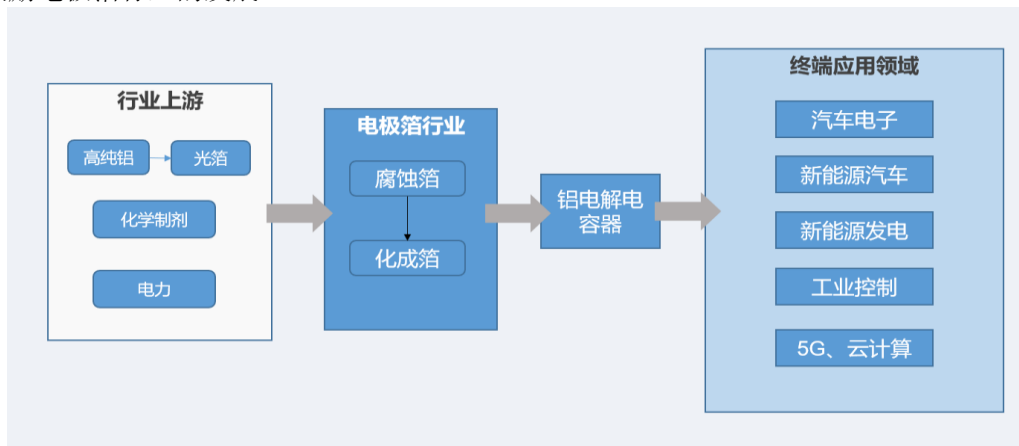 行业上游
高纯铝
光箔
化学制剂
电力
电极箔行业
腐蚀箔
化成箔
铝电解电
容器
终端应用领域
汽车电子
新能源汽车
新能源发电
工业控制
5G、云计算